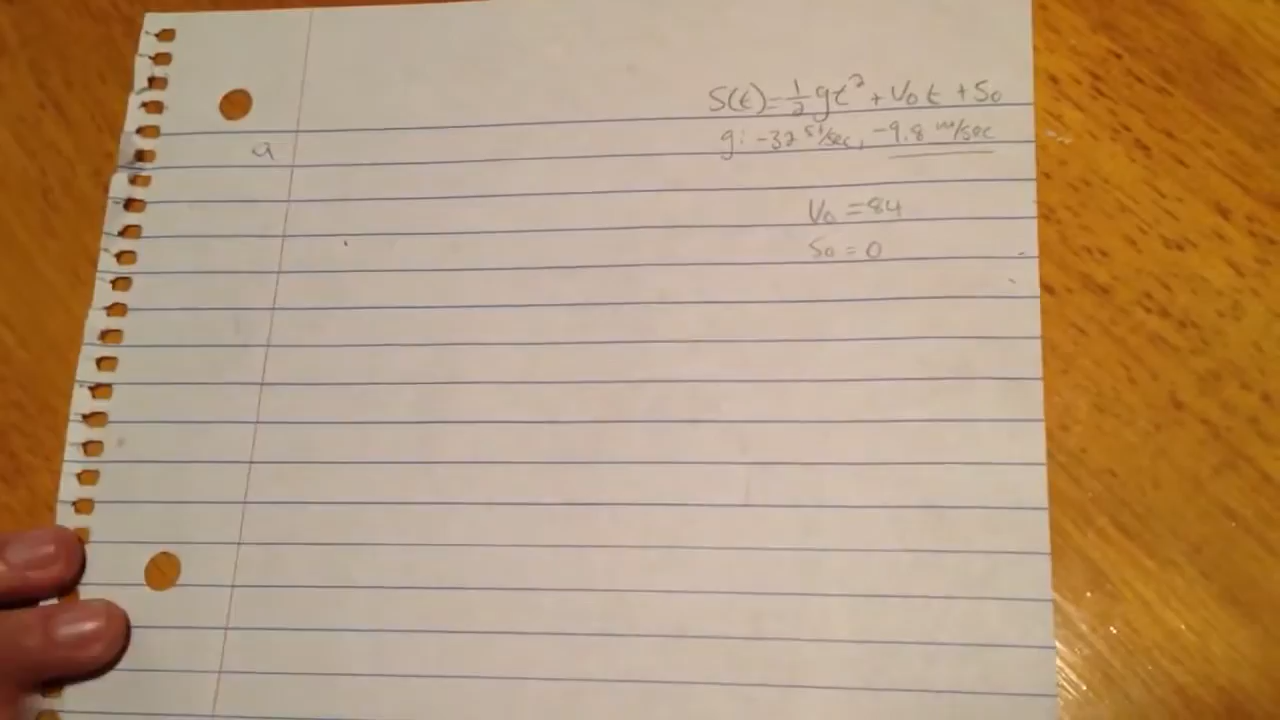 S(t)=½gt²+V₀t+S₀
a
g: -32 ft/sec, -9.8 m/sec
V₀ = 84
S₀ = 0